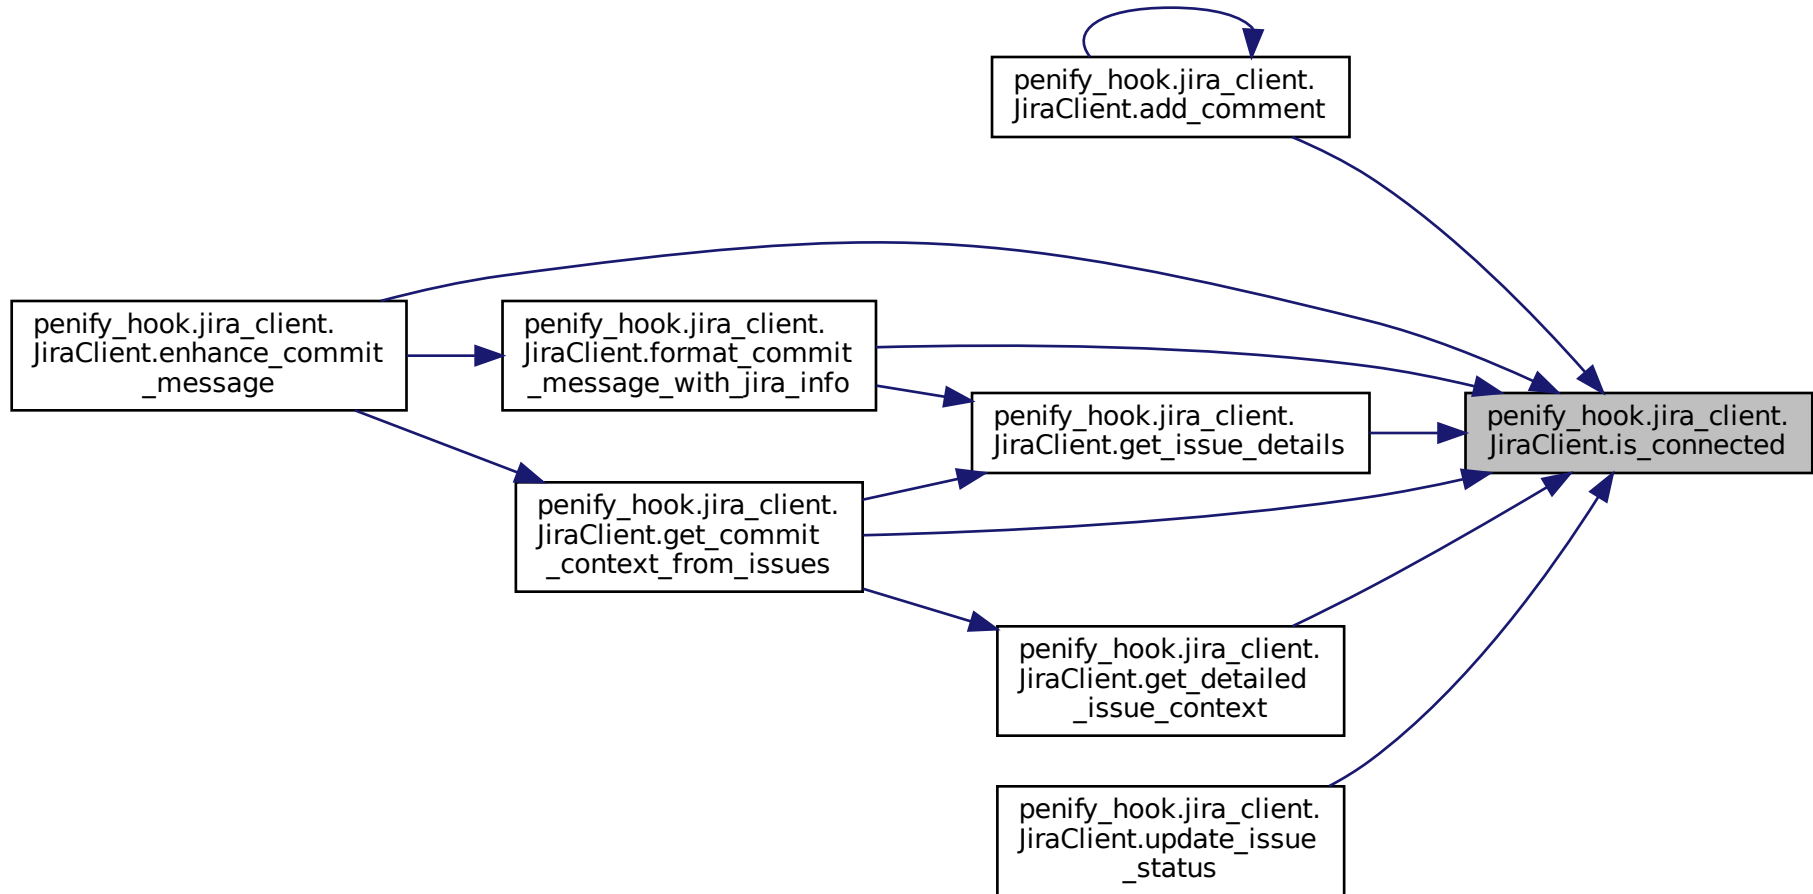 penify_hook.jira_client.
JiraClient.add_comment
penify_hook.jira_client.
JiraClient.enhance_commit
_message
penify_hook.jira_client.
JiraClient.format_commit
_message_with_jira_info
penify_hook.jira_client.
JiraClient.get_issue_details
penify_hook.jira_client.
JiraClient.is_connected
penify_hook.jira_client.
JiraClient.get_commit
_context_from_issues
penify_hook.jira_client.
JiraClient.get_detailed
_issue_context
penify_hook.jira_client.
JiraClient.update_issue
_status